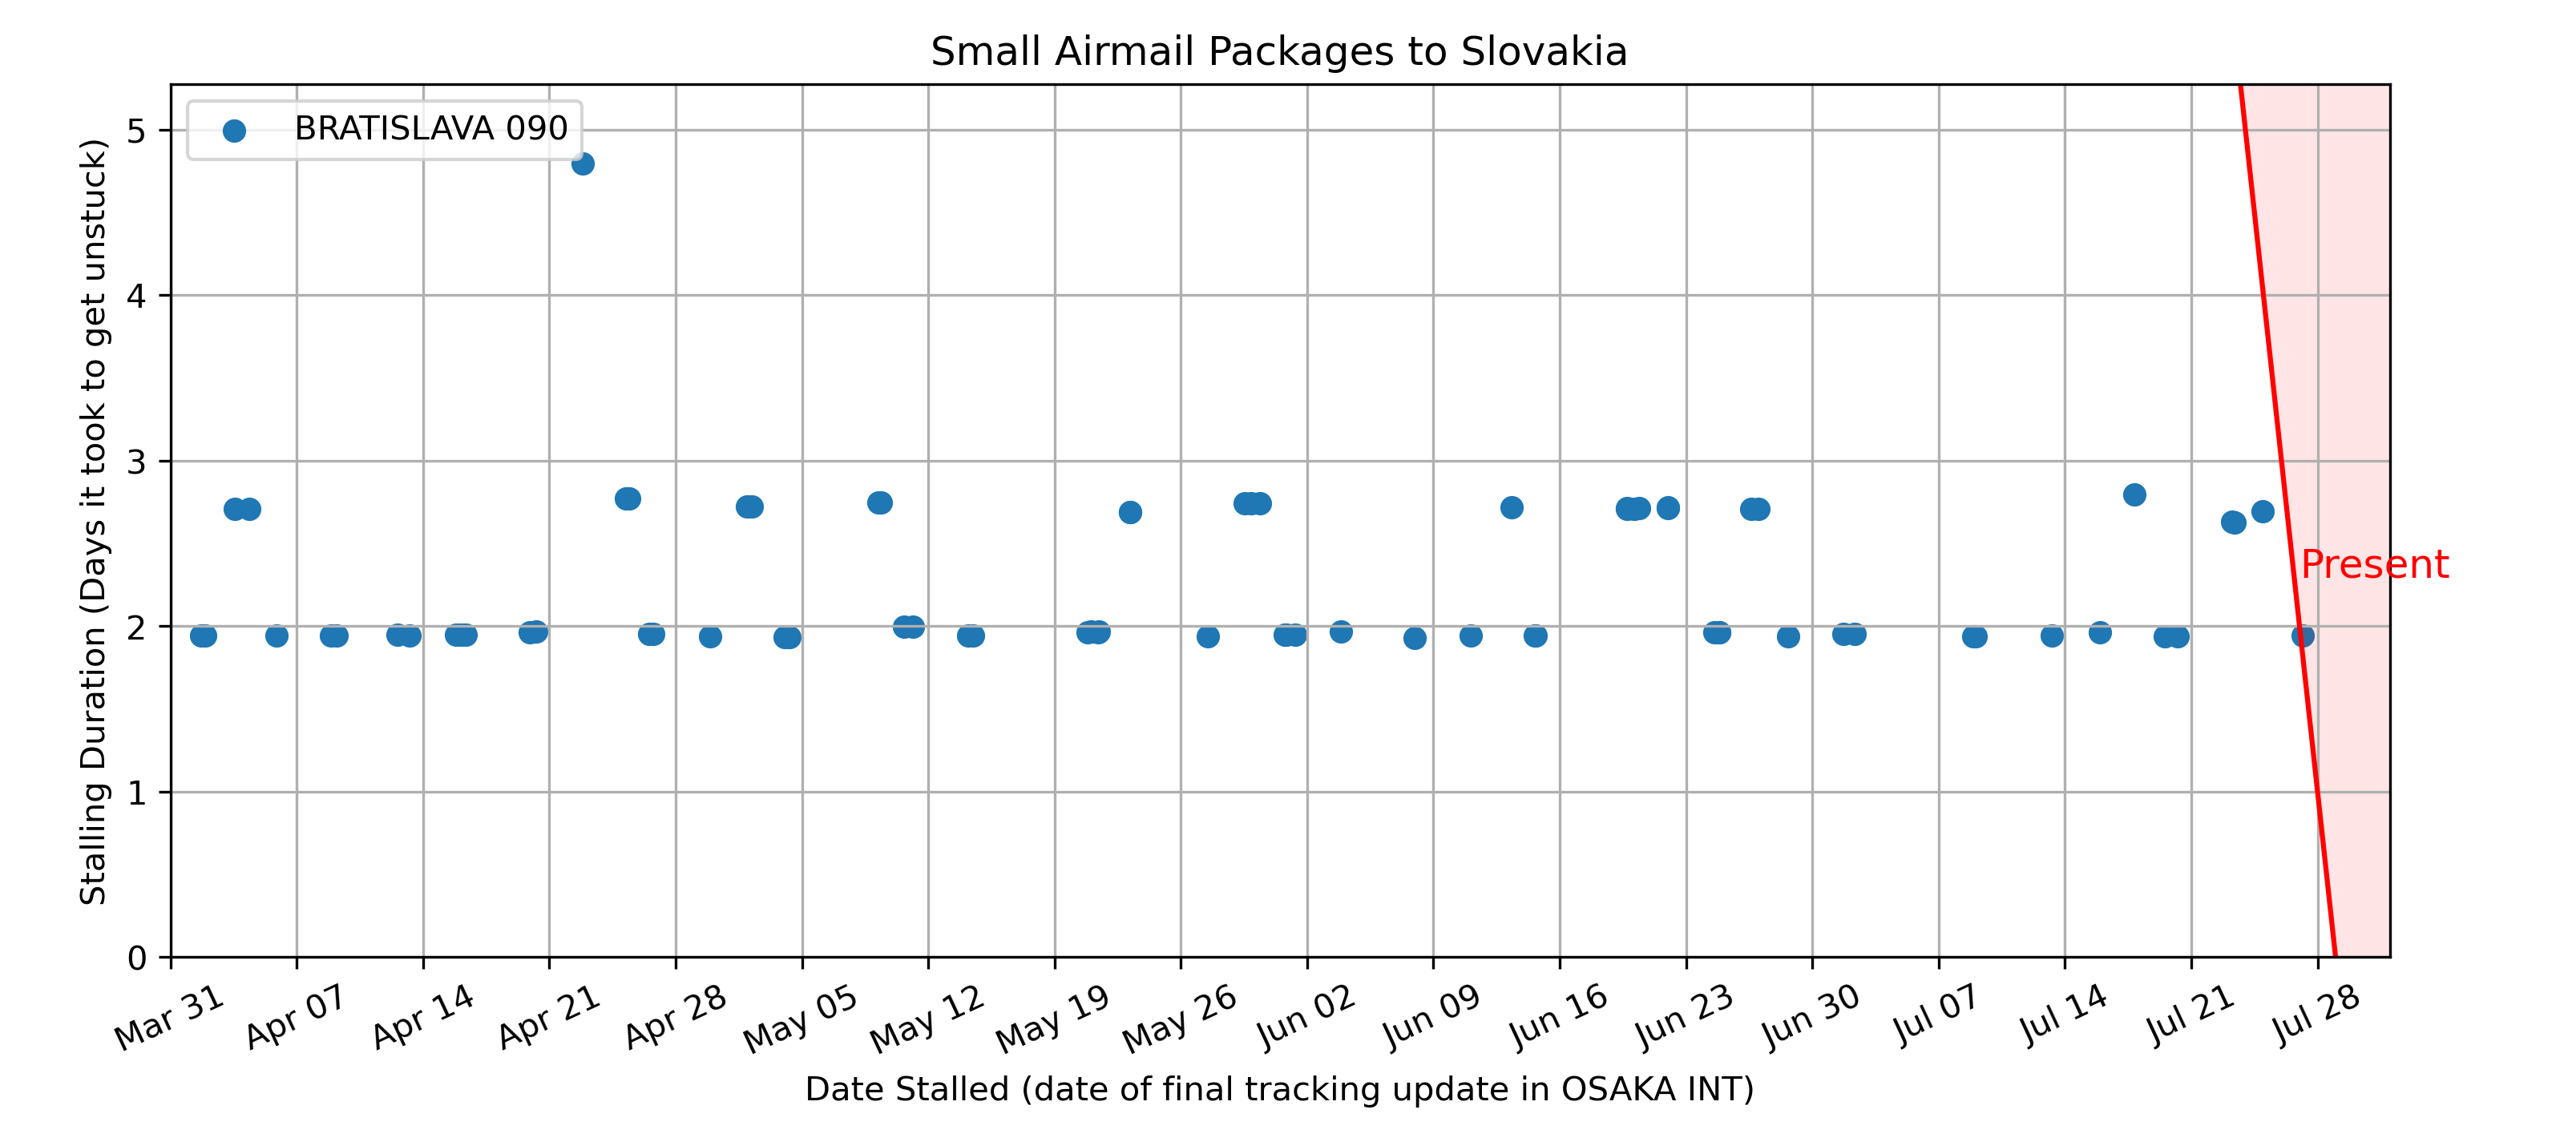 Small Airmail Packages to Slovakia
BRATISLAVA 090
Stalling Duration (Days it took to get unstuck)
5
4
3
2
1
0
Present
Mar 31
Apr 07
Apr 14
Apr 21
Apr 28
May 05
May 12
May 19
May 26
Jun 02
Jun 09
Jun 16
Jun 23
Jun 30
Jul 07
Jul 14
Jul 21
Jul 28
Date Stalled (date of final tracking update in OSAKA INT)